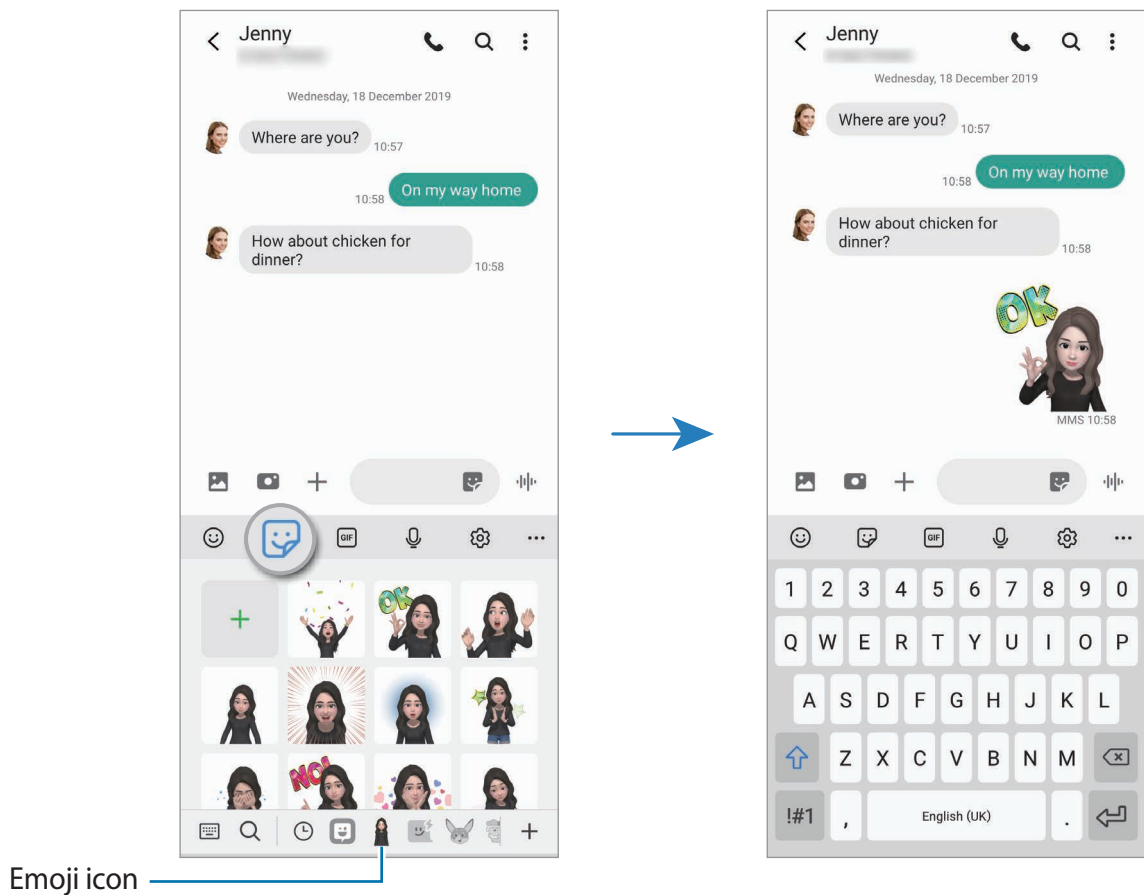 Jenny
Wednesday, 18 December 2019
Where are you?
10:57
On my way home
10:58
How about chicken for
dinner?
10:58
GIF
OK
NO!
Emoji icon
Jenny
Wednesday, 18 December 2019
Where are you?
10:57
On my way home
10:58
How about chicken for
dinner?
10:58
OK
MMS 10:58
GIF
1 2 3 4 5 6 7 8 9 0
Q W E R T Y U I O P
A S D F G H J K L
Z X C V B N M
!#1 , English (UK) .